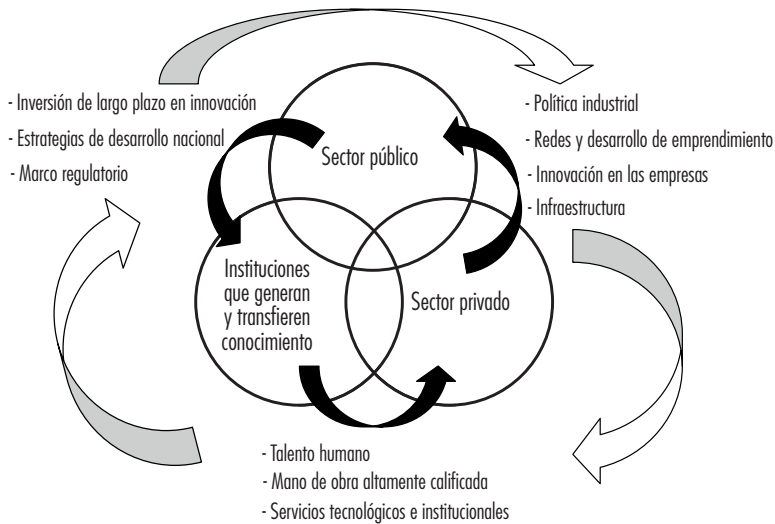 - Inversión de largo plazo en innovación
- Estrategias de desarrollo nacional
- Marco regulatorio
- Política industrial
- Redes y desarrollo de emprendimiento
- Innovación en las empresas
- Infraestructura
Sector público
Instituciones
que generan
y transfieren
conocimiento
Sector privado
- Talento humano
- Mano de obra altamente calificada
- Servicios tecnológicos e institucionales